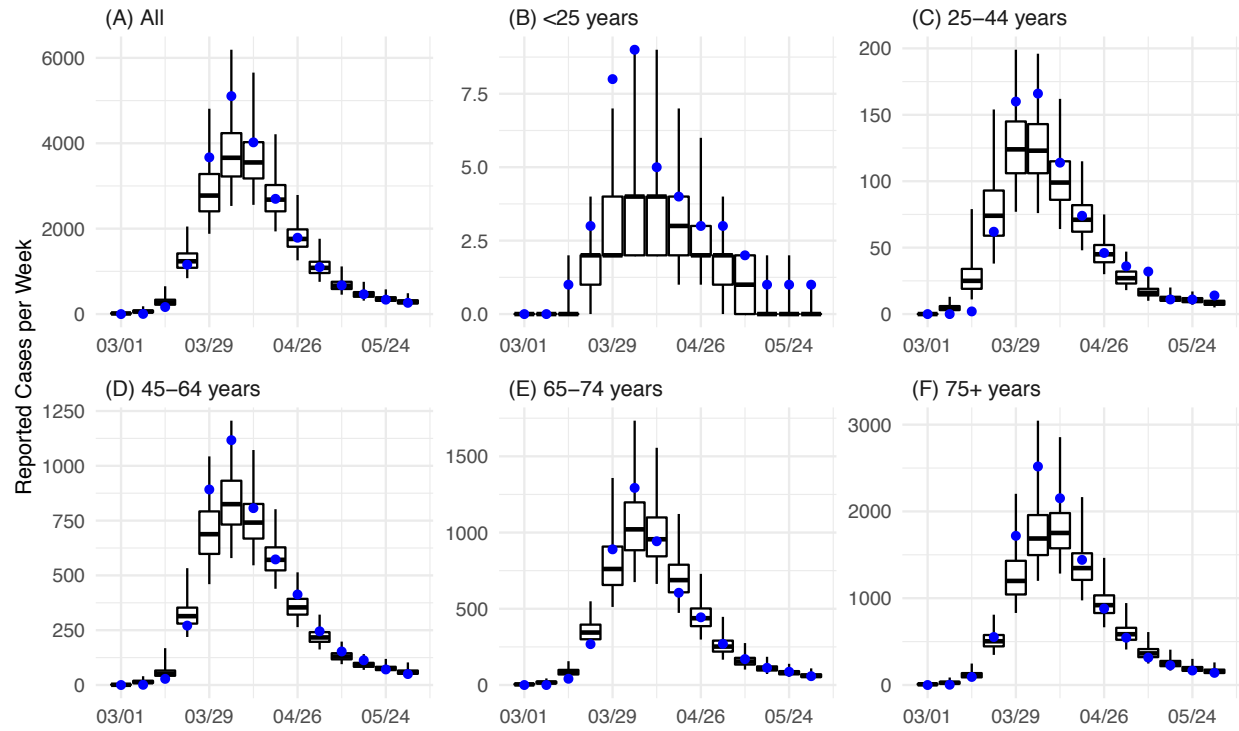 (A) All
(B) <25 years
(C) 25−44 years
6000
4000
2000
0
03/01 03/29 04/26 05/24
7.5
5.0
2.5
0.0
03/01 03/29 04/26 05/24
200
150
100
50
0
03/01 03/29 04/26 05/24
Reported Cases per Week
(D) 45−64 years
(E) 65−74 years
(F) 75+ years
1250
1000
750
500
250
0
03/01 03/29 04/26 05/24
1500
1000
500
0
03/01 03/29 04/26 05/24
3000
2000
1000
0
03/01 03/29 04/26 05/24